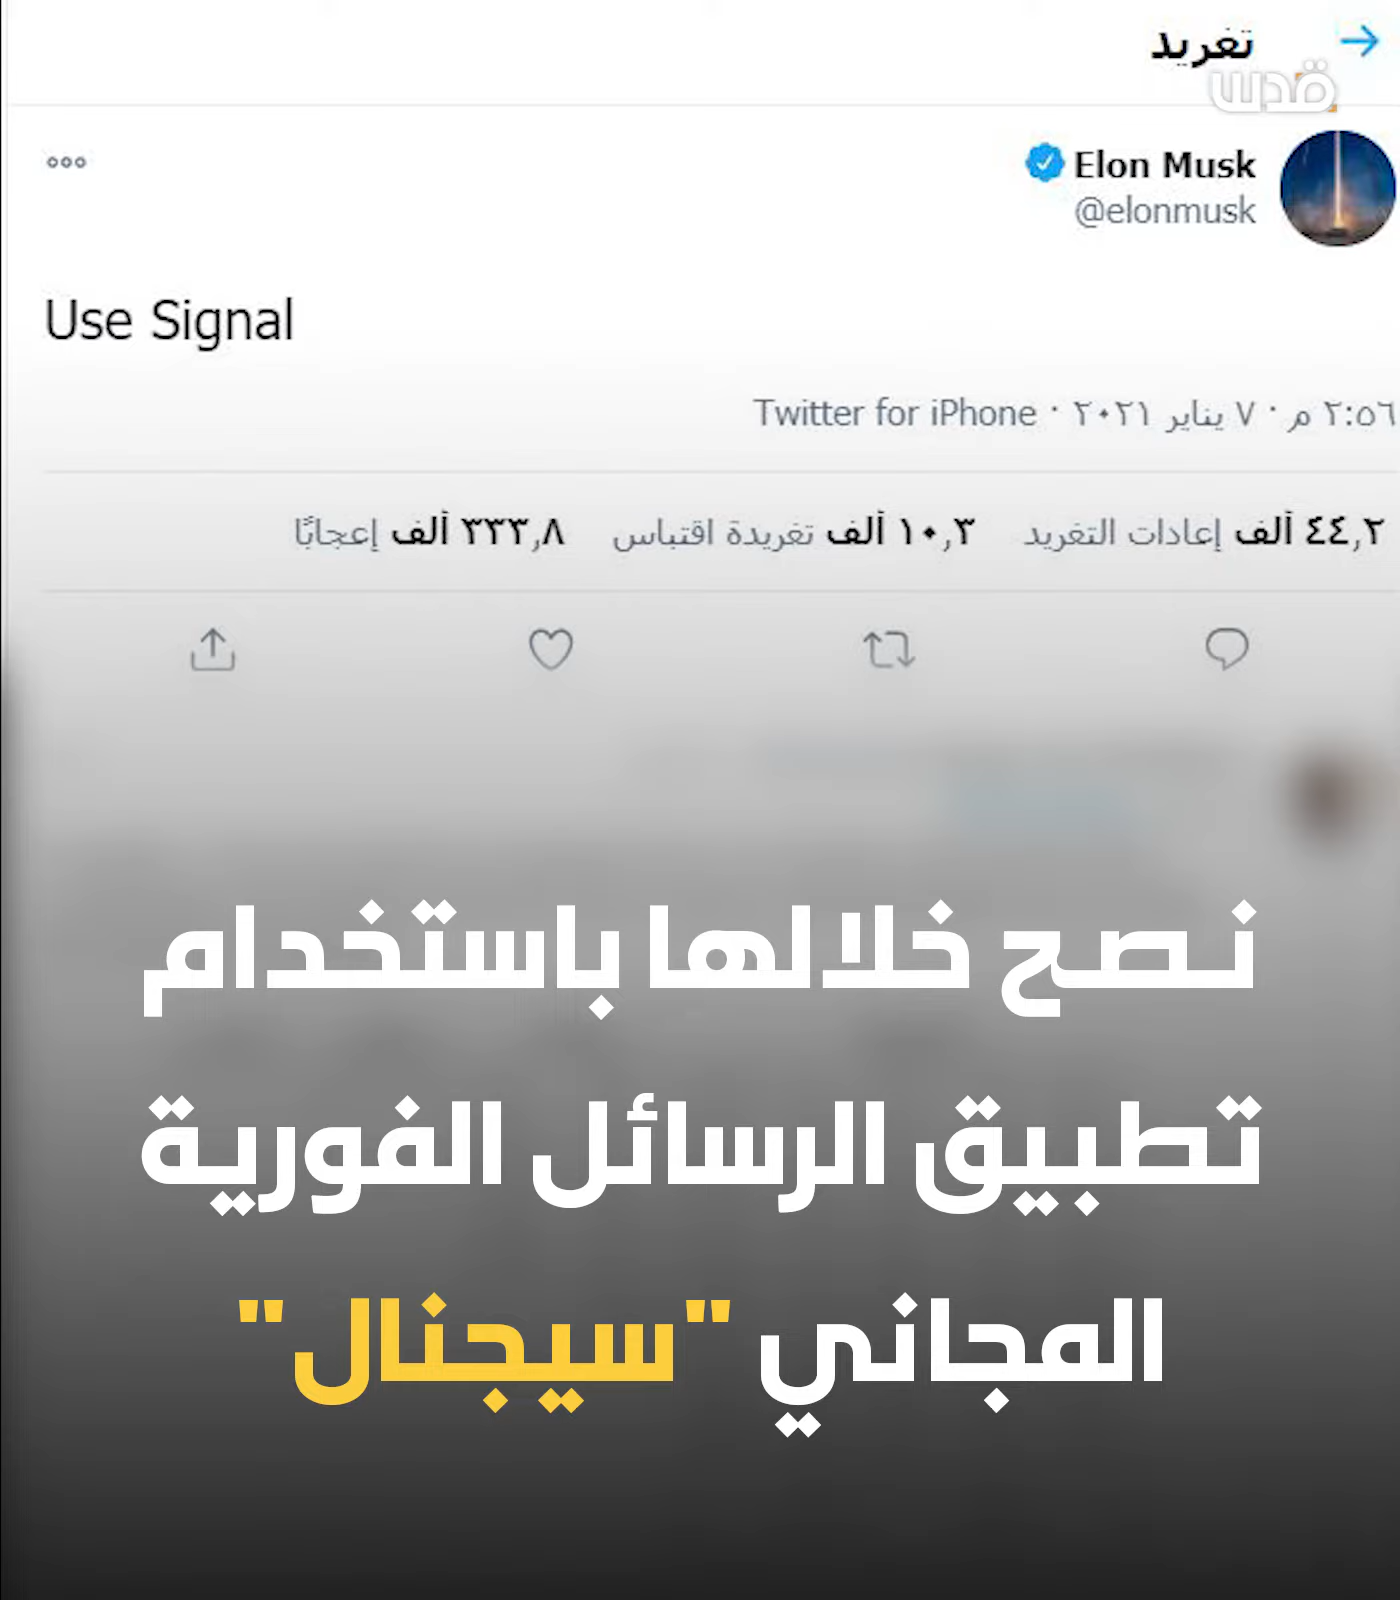 تغريد
قدس
Elon Musk
@elonmusk
Use Signal
٢:٥٦ م · ٧ يناير ٢٠٢١ · Twitter for iPhone
٤٤,٢ ألف إعادات التغريد ١٠,٣ ألف تغريدة اقتباس ٣٣٣,٨ ألف إعجابًا
نصح خلالها باستخدام
تطبيق الرسائل الفورية
المجاني "سيجنال"